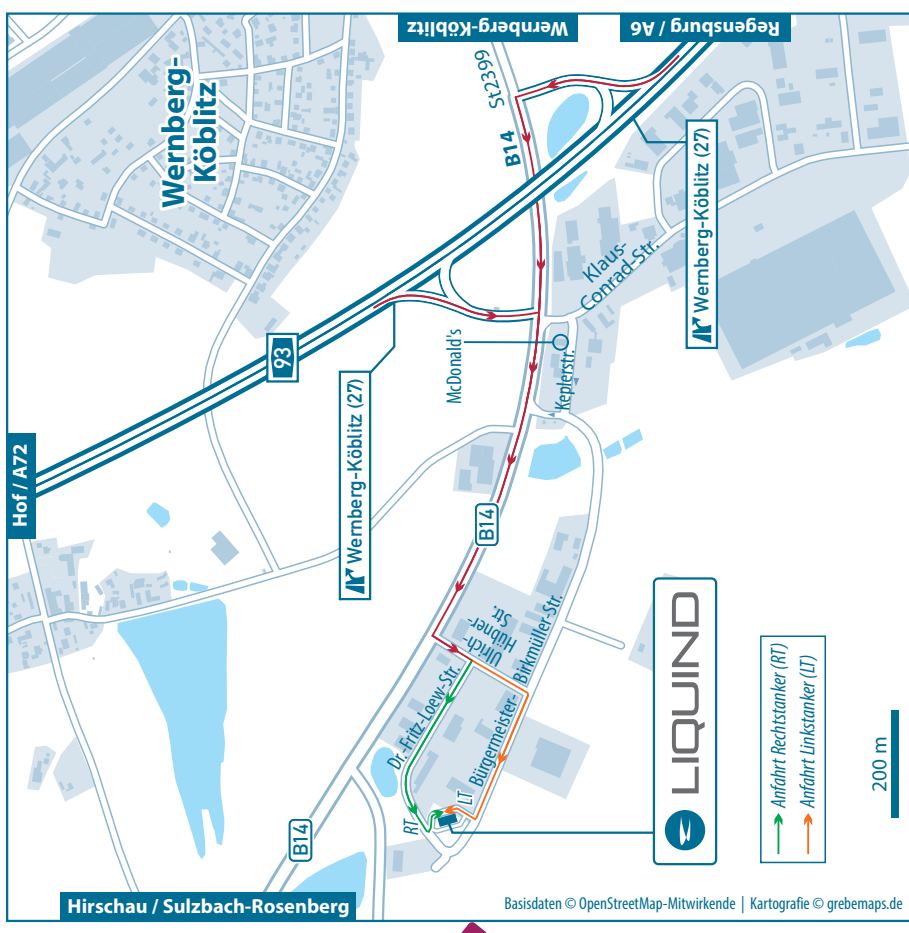 Wernberg-Köblitz
Regensburg / A6
Wernberg-
Köblitz
St2399
B14
Klaus-
Conrad-Str.
Wernberg-Köblitz (27)
93
McDonald's
Keplerstr.
Wernberg-Köblitz (27)
Hof / A72
B14
Ulrich-
Hübner-
Str.
Bürgermeister-Birkmüller-Str.
Dr.-Fritz-Loew-Str.
RT
LT
B14
LIQUIND
Anfahrt Rechtstanker (RT)
Anfahrt Linkstanker (LT)
200 m
Hirschau / Sulzbach-Rosenberg
Basisdaten © OpenStreetMap-Mitwirkende | Kartografie © grebemaps.de